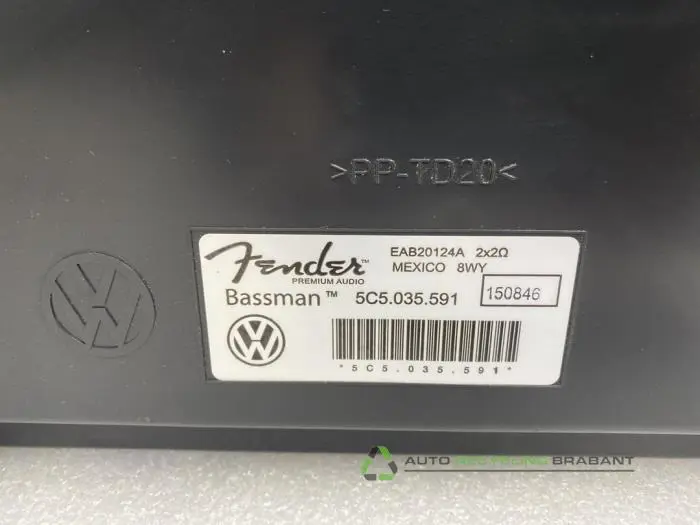 >PP-TD20<
Fender™
PREMIUM AUDIO
EAB20124A 2x2Ω
MEXICO 8WY
Bassman™ 5C5.035.591
150846
*5C5.035.591*
AUTO RECYCLING BRABANT